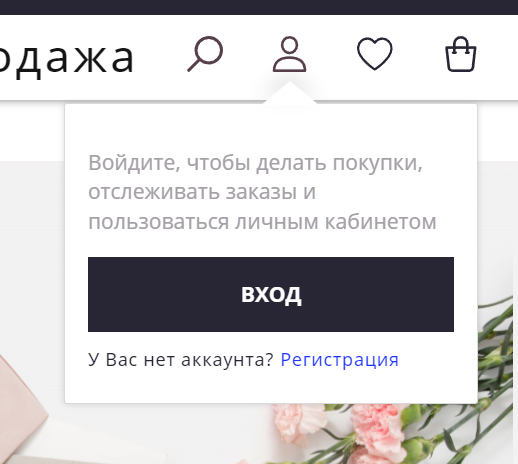 одажа
Войдите, чтобы делать покупки,
отслеживать заказы и
пользоваться личным кабинетом
ВХОД
У Вас нет аккаунта? Регистрация